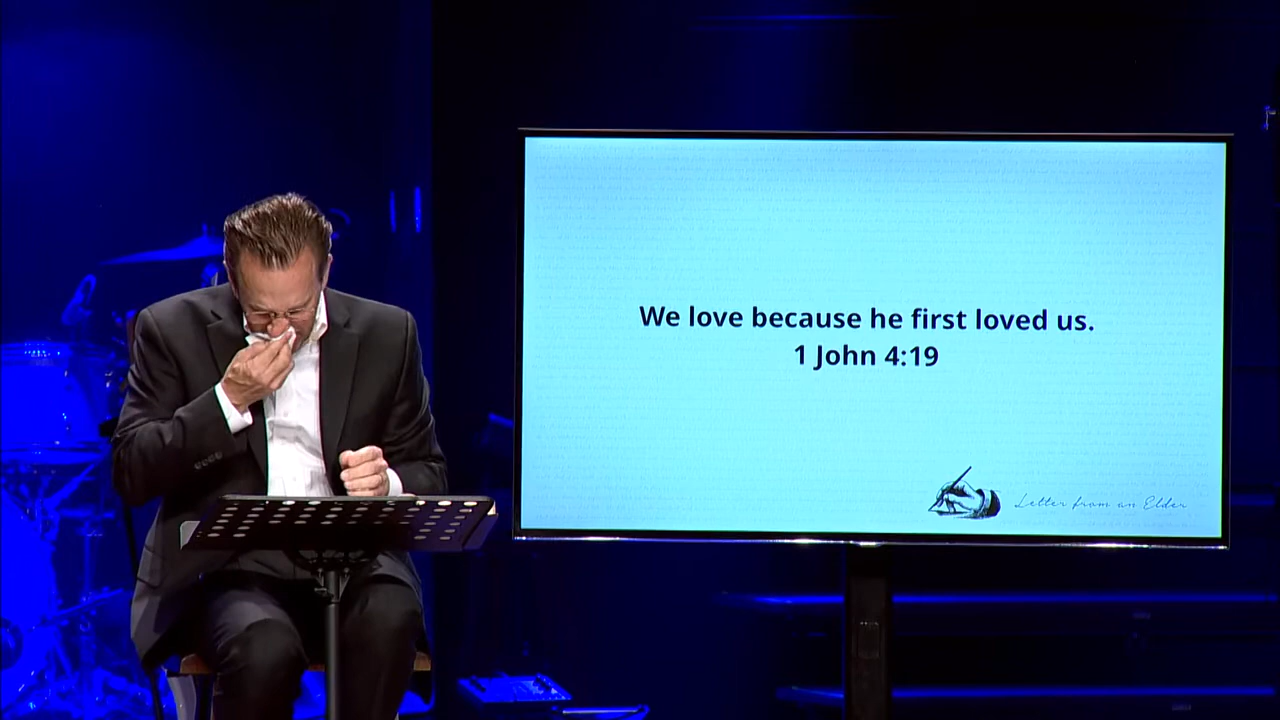 We love because he first loved us.
1 John 4:19
Letter from an Elder